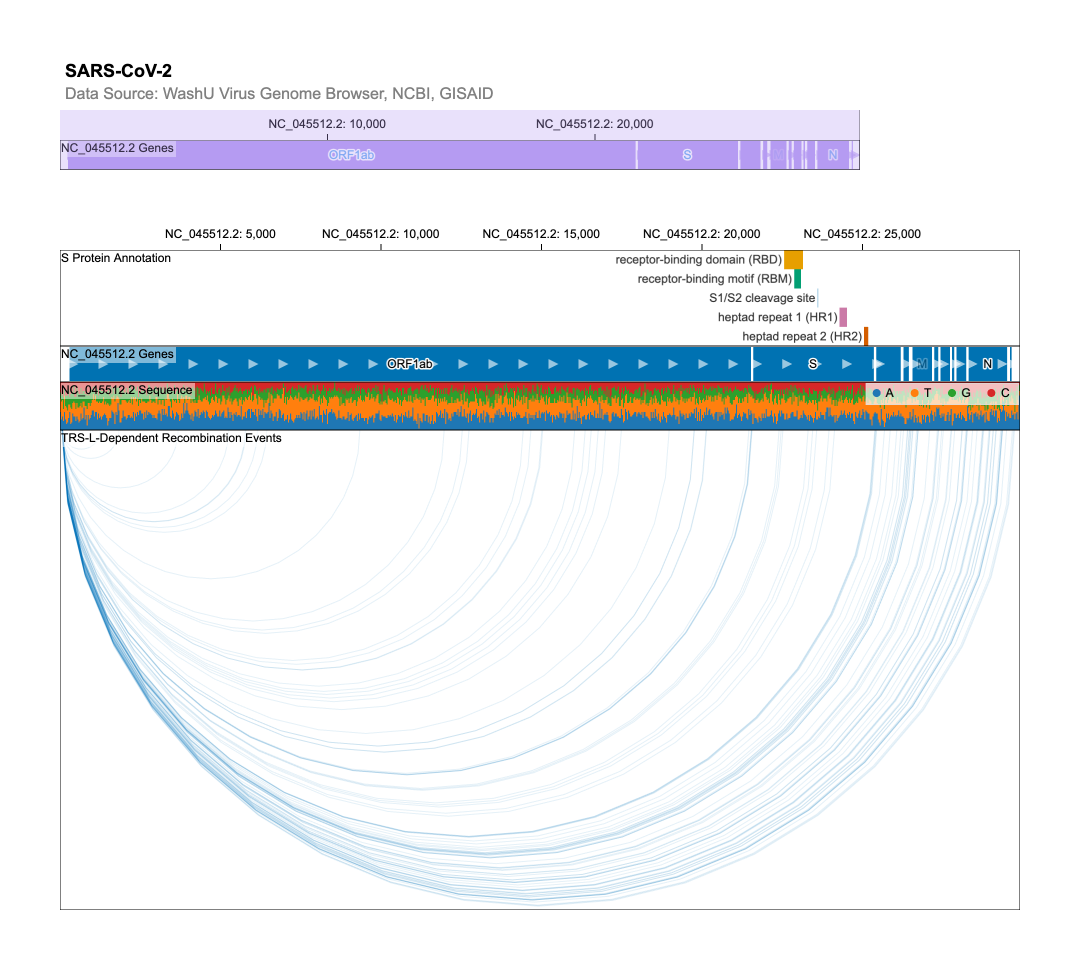 SARS-CoV-2
Data Source: WashU Virus Genome Browser, NCBI, GISAID
NC_045512.2: 10,000 NC_045512.2: 20,000
NC_045512.2 Genes
ORF1ab S M N
NC_045512.2: 5,000 NC_045512.2: 10,000 NC_045512.2: 15,000 NC_045512.2: 20,000 NC_045512.2: 25,000
S Protein Annotation
receptor-binding domain (RBD)
receptor-binding motif (RBM)
S1/S2 cleavage site
heptad repeat 1 (HR1)
heptad repeat 2 (HR2)
NC_045512.2 Genes
ORF1ab S M N
NC_045512.2 Sequence
A T G C
TRS-L-Dependent Recombination Events